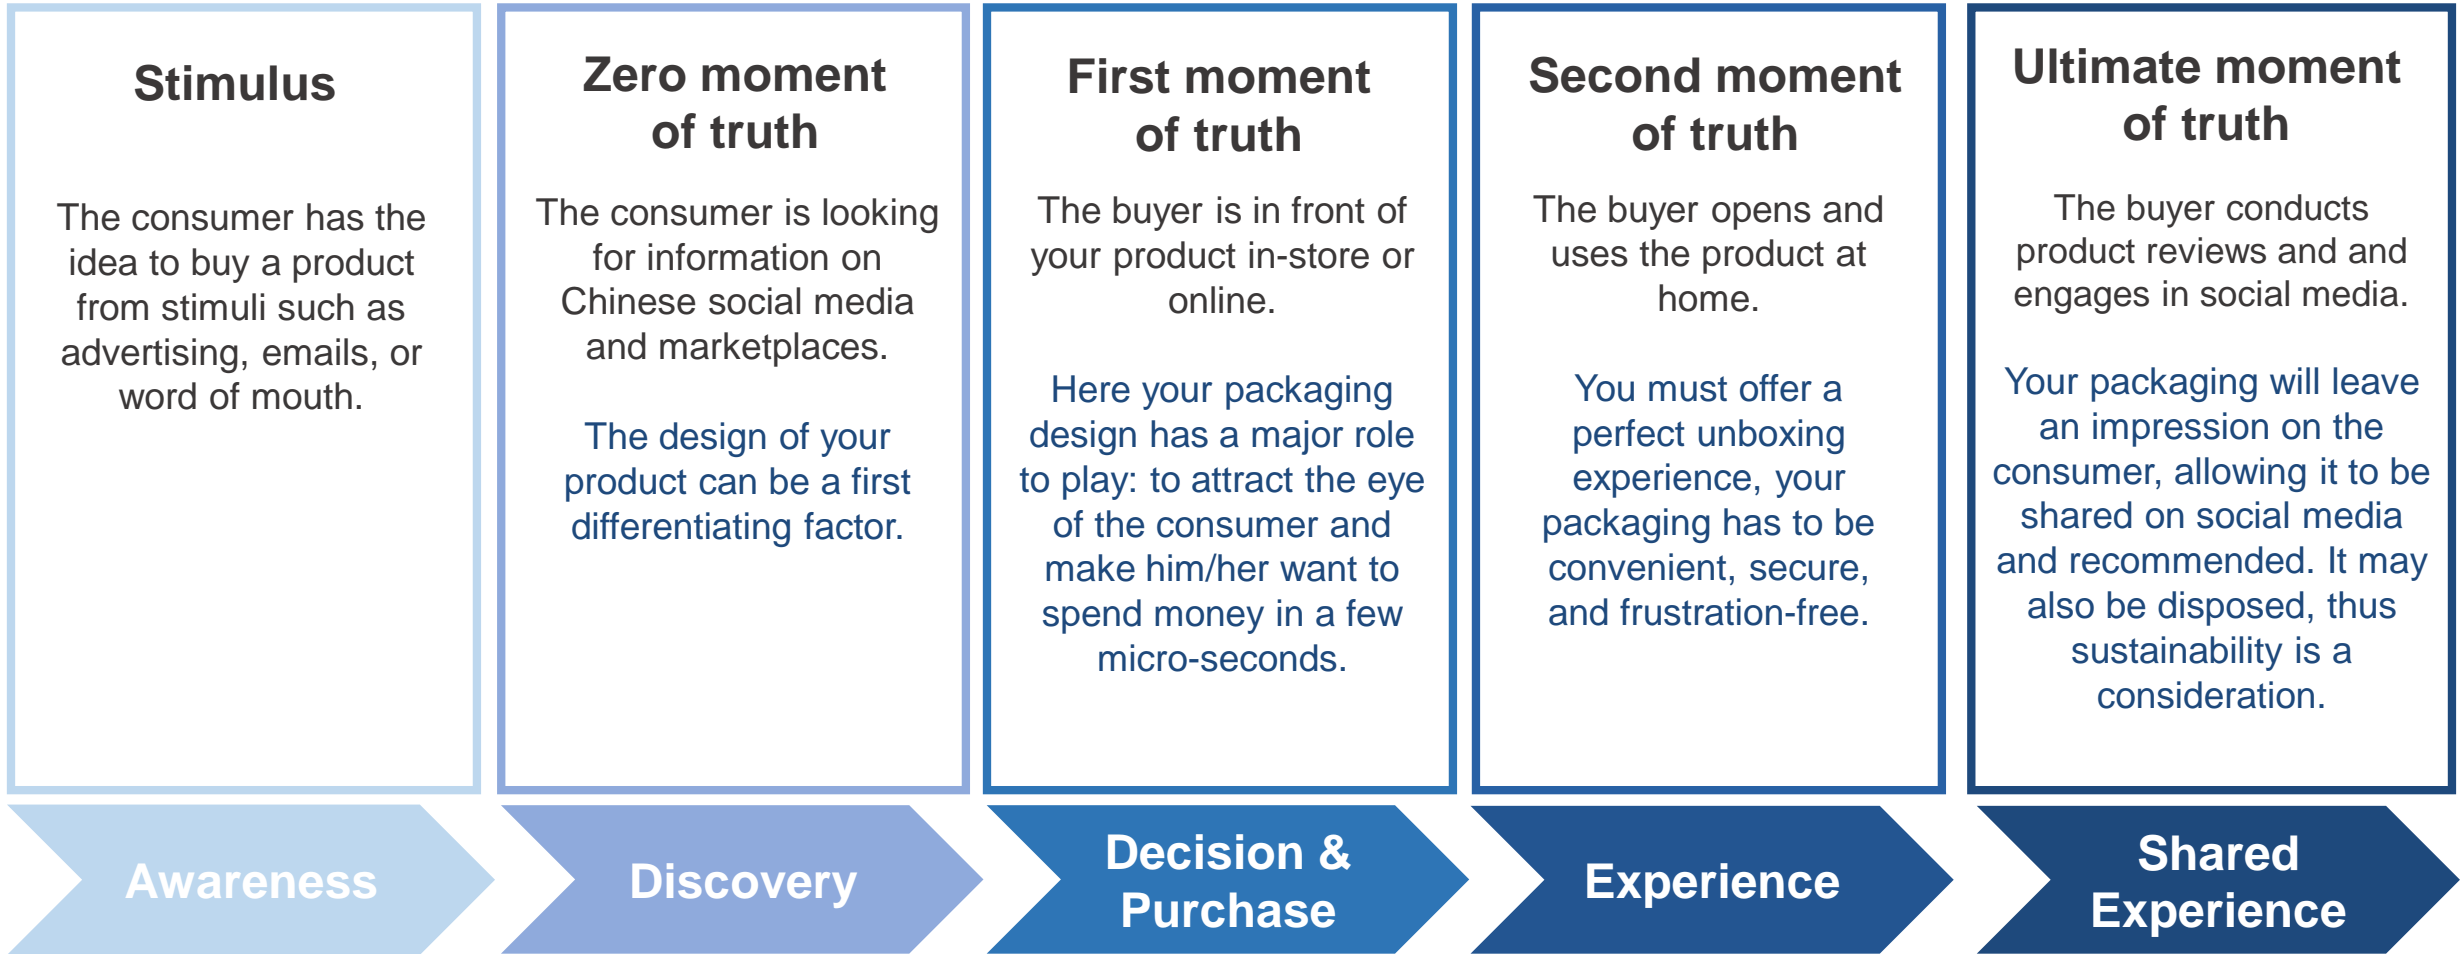 Stimulus
The consumer has the
idea to buy a product
from stimuli such as
advertising, emails, or
word of mouth.
Zero moment
of truth
The consumer is looking
for information on
Chinese social media
and marketplaces.
The design of your
product can be a first
differentiating factor.
First moment
of truth
The buyer is in front of
your product in-store or
online.
Here your packaging
design has a major role
to play: to attract the eye
of the consumer and
make him/her want to
spend money in a few
micro-seconds.
Second moment
of truth
The buyer opens and
uses the product at
home.
You must offer a
perfect unboxing
experience, your
packaging has to be
convenient, secure,
and frustration-free.
Ultimate moment
of truth
The buyer conducts
product reviews and and
engages in social media.
Your packaging will leave
an impression on the
consumer, allowing it to be
shared on social media
and recommended. It may
also be disposed, thus
sustainability is a
consideration.
Awareness
Discovery
Decision &
Purchase
Experience
Shared
Experience